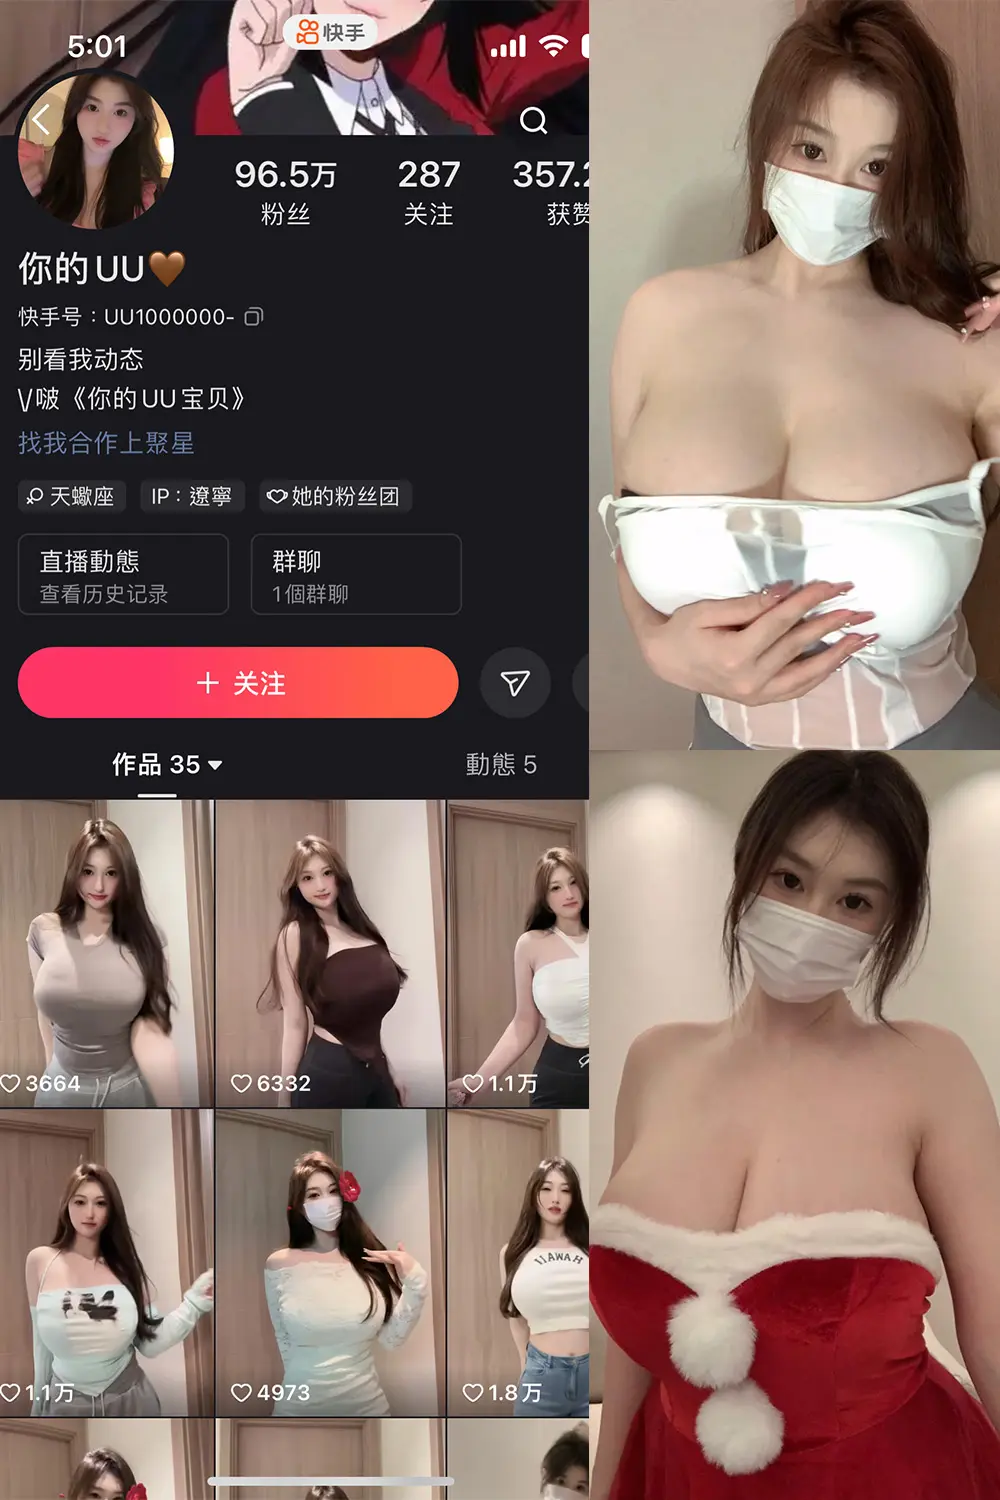 5:01
快手
96.5万
287
357.2
粉丝
关注
获赞
你的UU🤎
快手号：UU1000000-
别看我动态
\/啵《你的UU宝贝》
找我合作上聚星
天蠍座
IP：遼寧
她的粉丝团
直播動態
查看历史记录
群聊
1個群聊
+ 关注
作品 35
動態 5
3664
6332
1.1万
IIAWAH
1.1万
4973
1.8万